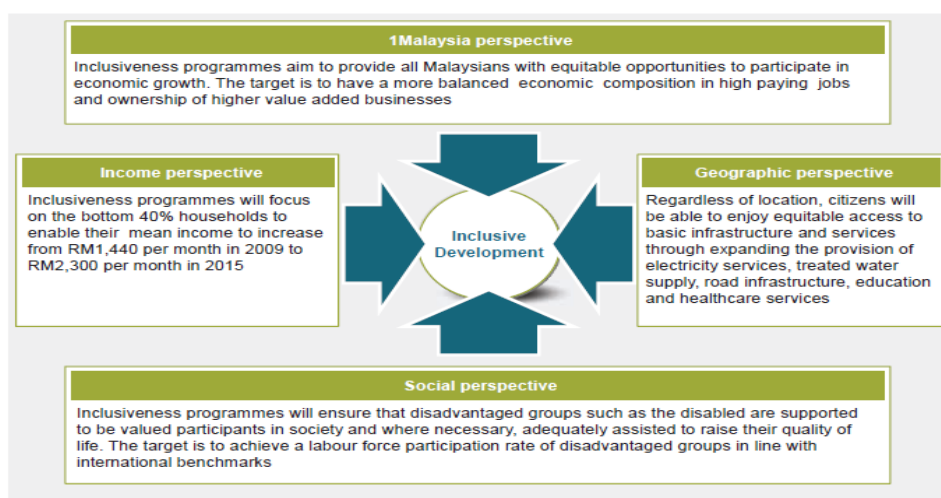 1Malaysia perspective
Inclusiveness programmes aim to provide all Malaysians with equitable opportunities to participate in
economic growth. The target is to have a more balanced economic composition in high paying jobs
and ownership of higher value added businesses
Income perspective
Inclusiveness programmes will focus
on the bottom 40% households to
enable their mean income to increase
from RM1,440 per month in 2009 to
RM2,300 per month in 2015
Inclusive
Development
Geographic perspective
Regardless of location, citizens will
be able to enjoy equitable access to
basic infrastructure and services
through expanding the provision of
electricity services, treated water
supply, road infrastructure, education
and healthcare services
Social perspective
Inclusiveness programmes will ensure that disadvantaged groups such as the disabled are supported
to be valued participants in society and where necessary, adequately assisted to raise their quality of
life. The target is to achieve a labour force participation rate of disadvantaged groups in line with
international benchmarks